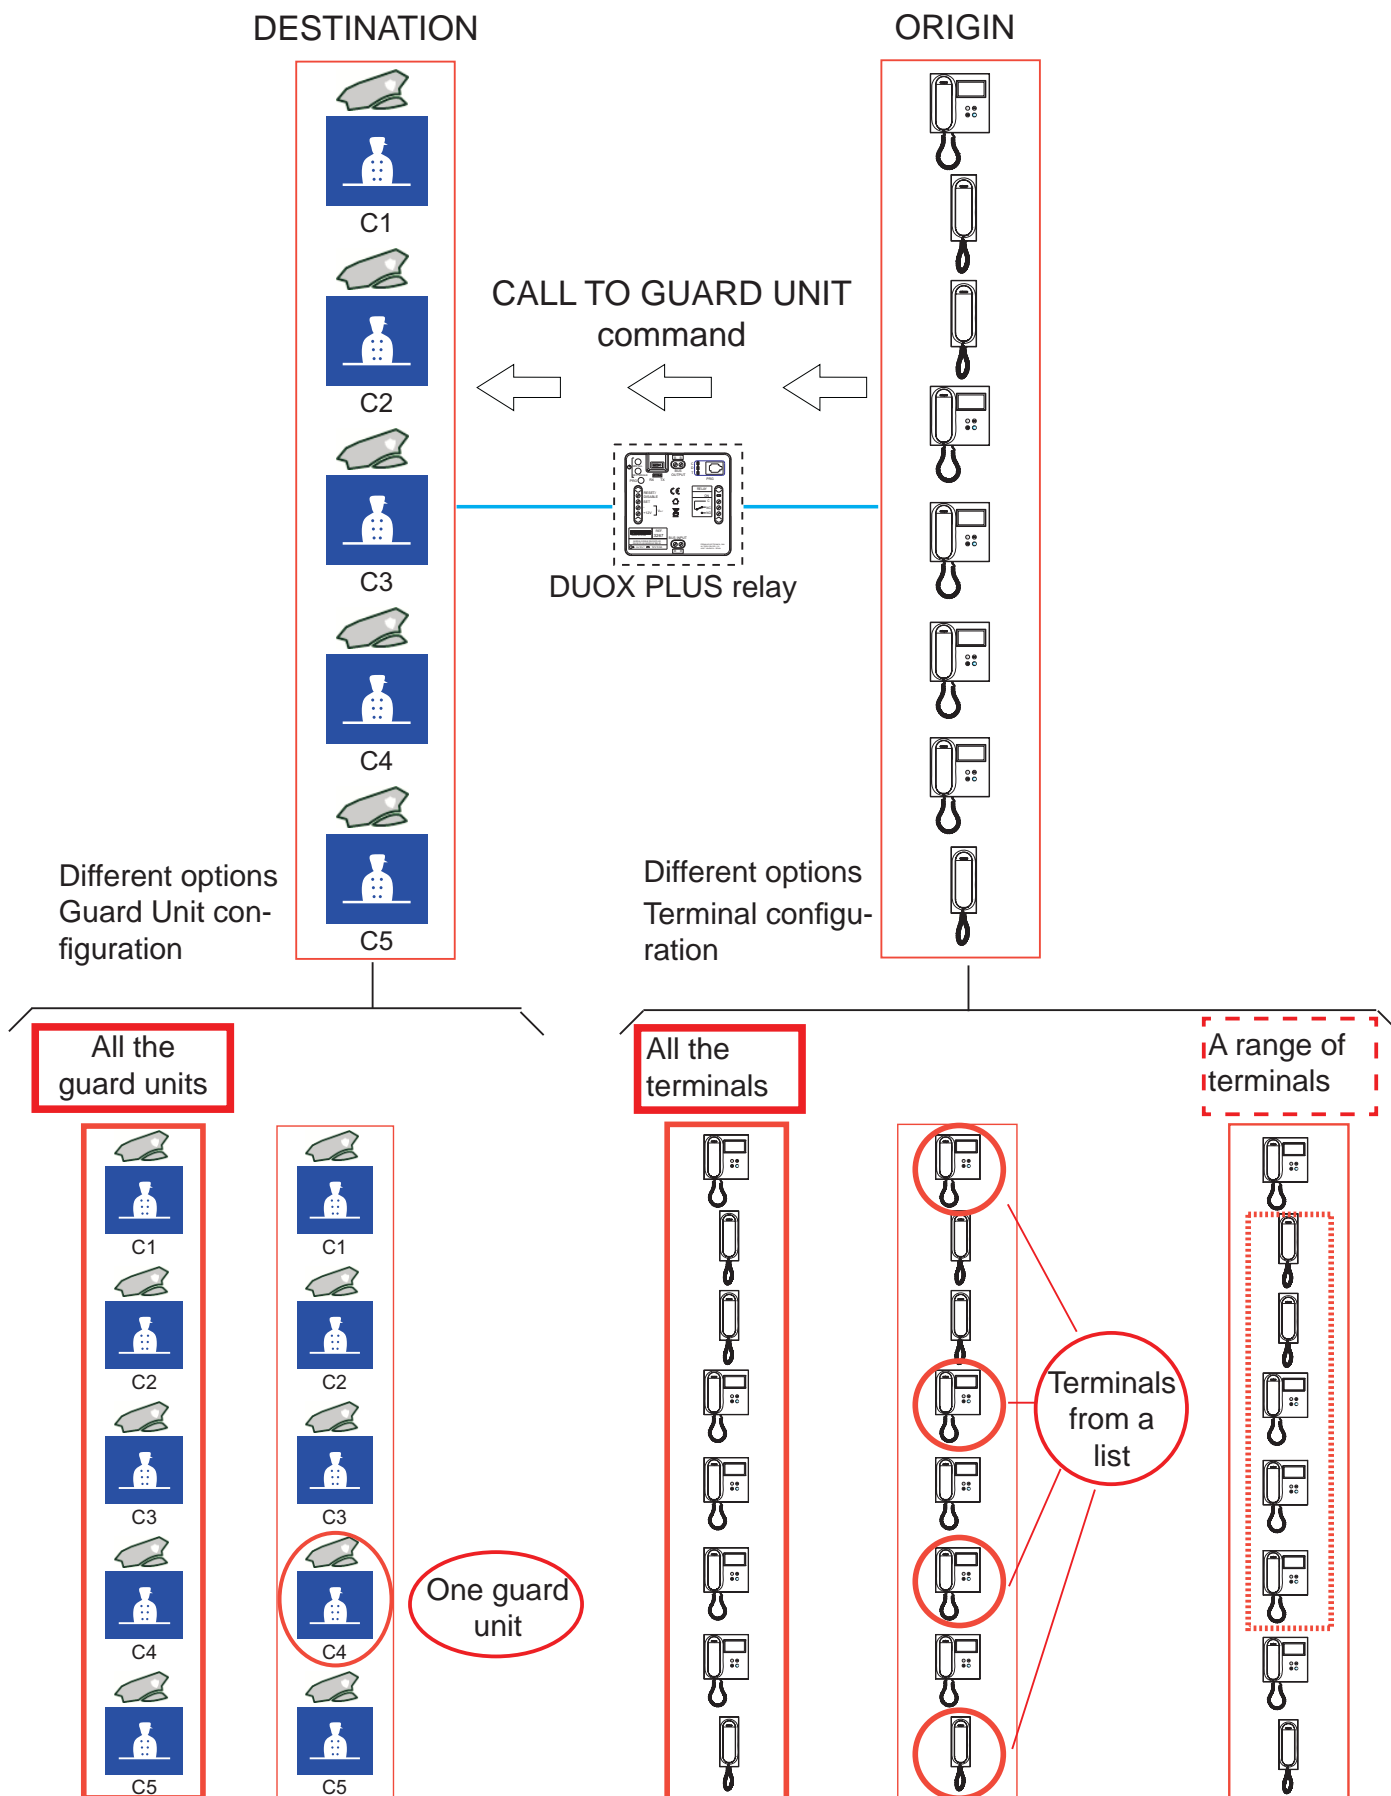 DESTINATION
ORIGIN
C1
C2
C3
C4
C5
CALL TO GUARD UNIT
command
DUOX PLUS relay
Different options
Guard Unit con-
figuration
Different options
Terminal configu-
ration
All the
guard units
All the
terminals
A range of
terminals
C1
C2
C3
C4
C5
C1
C2
C3
C4
C5
One guard
unit
Terminals
from a
list